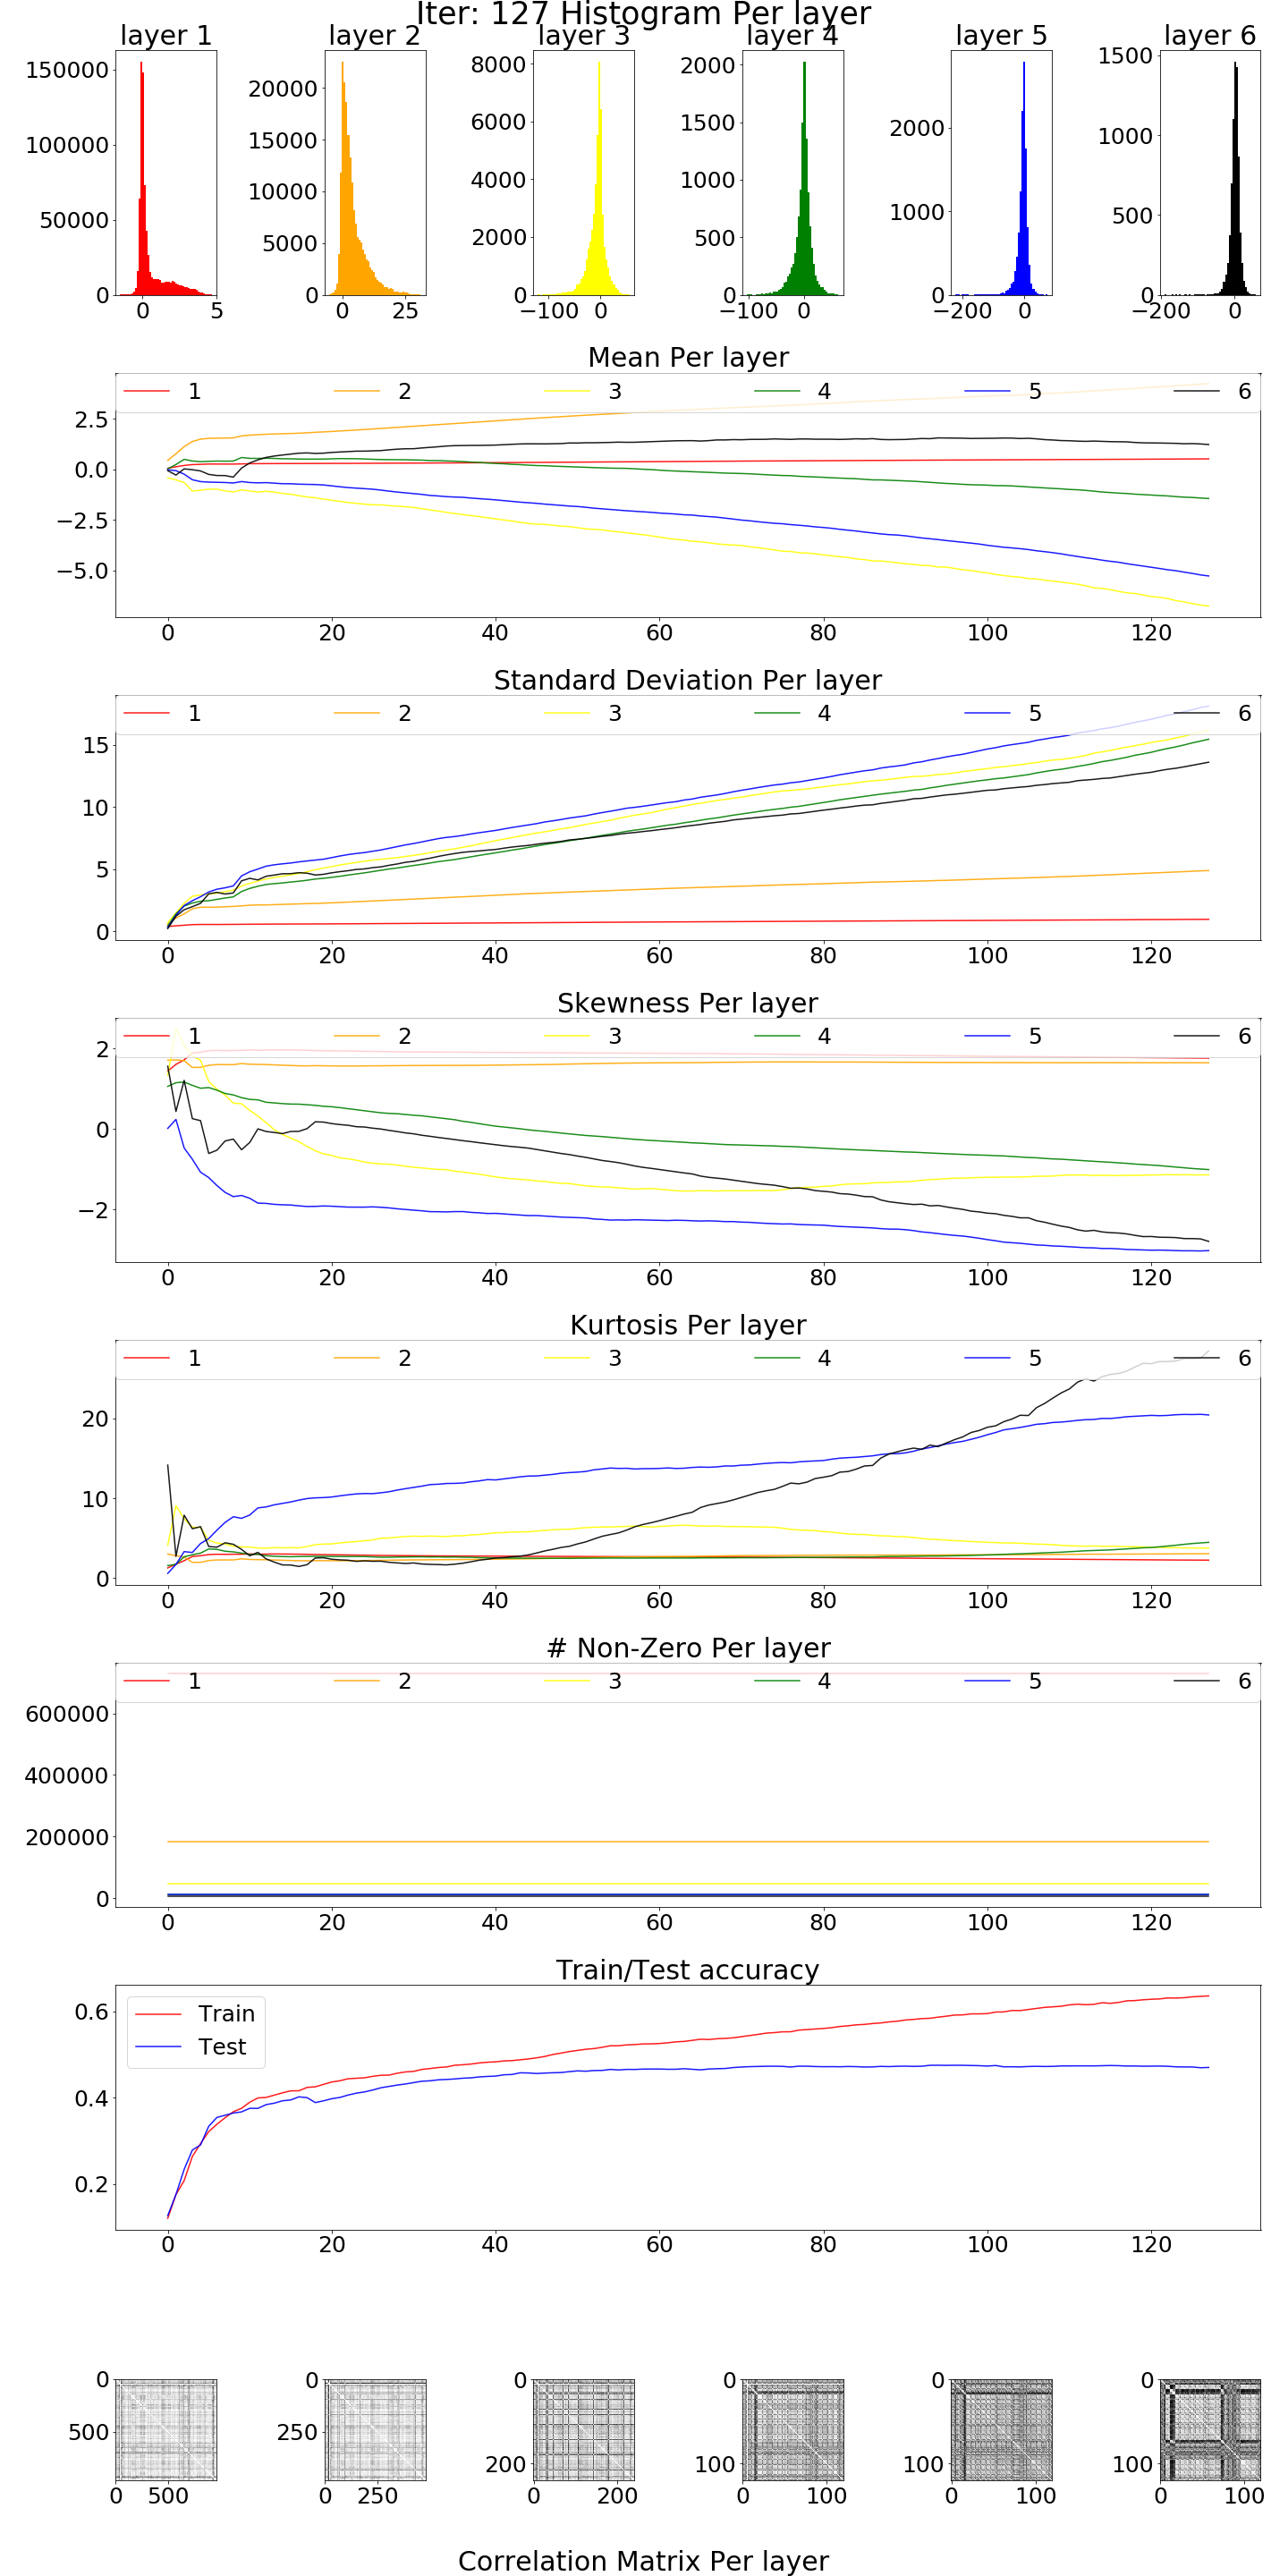 Iter: 127 Histogram Per layer
layer 1 layer 2 layer 3 layer 4 layer 5 layer 6
150000 100000 50000 0
0 5
20000 15000 10000 5000 0
0 25
8000 6000 4000 2000 0
−100 0
2000 1500 1000 500 0
−100 0
2000 1000 0
−200 0
1500 1000 500 0
−200 0
Mean Per layer
1 2 3 4 5 6
2.5
0.0
−2.5
−5.0
0 20 40 60 80 100 120
Standard Deviation Per layer
1 2 3 4 5 6
15
10
5
0
0 20 40 60 80 100 120
Skewness Per layer
1 2 3 4 5 6
2
0
−2
0 20 40 60 80 100 120
Kurtosis Per layer
1 2 3 4 5 6
20
10
0
0 20 40 60 80 100 120
# Non-Zero Per layer
1 2 3 4 5 6
600000
400000
200000
0
0 20 40 60 80 100 120
Train/Test accuracy
Train
Test
0.6
0.4
0.2
0 20 40 60 80 100 120
0 500
0 500
0 250
0 250
0 200
0 200
0 100
0 100
0 100
0 100
0 100
0 100
Correlation Matrix Per layer